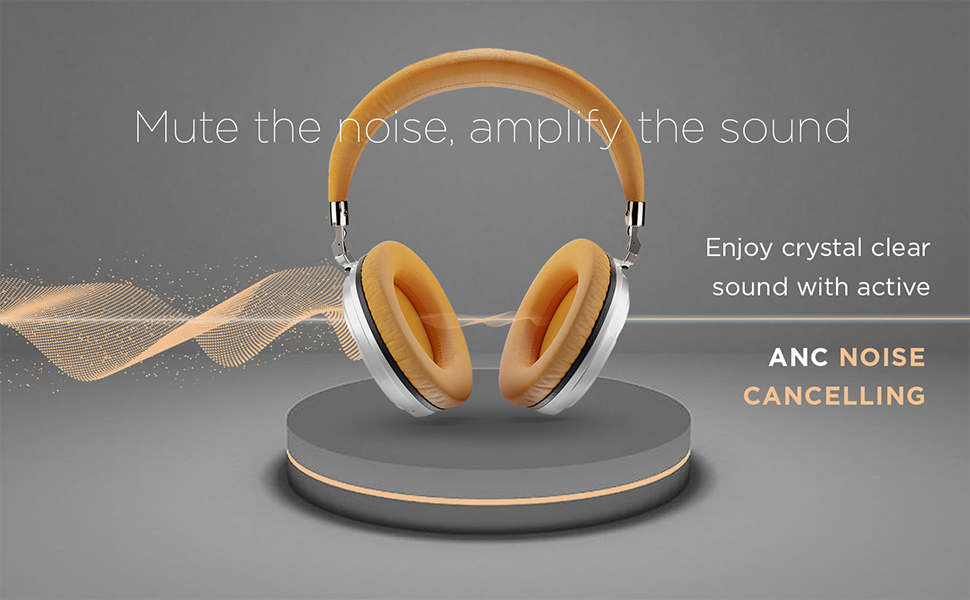 Mute the noise, amplify the sound
Enjoy crystal clear
sound with active
ANC NOISE
CANCELLING